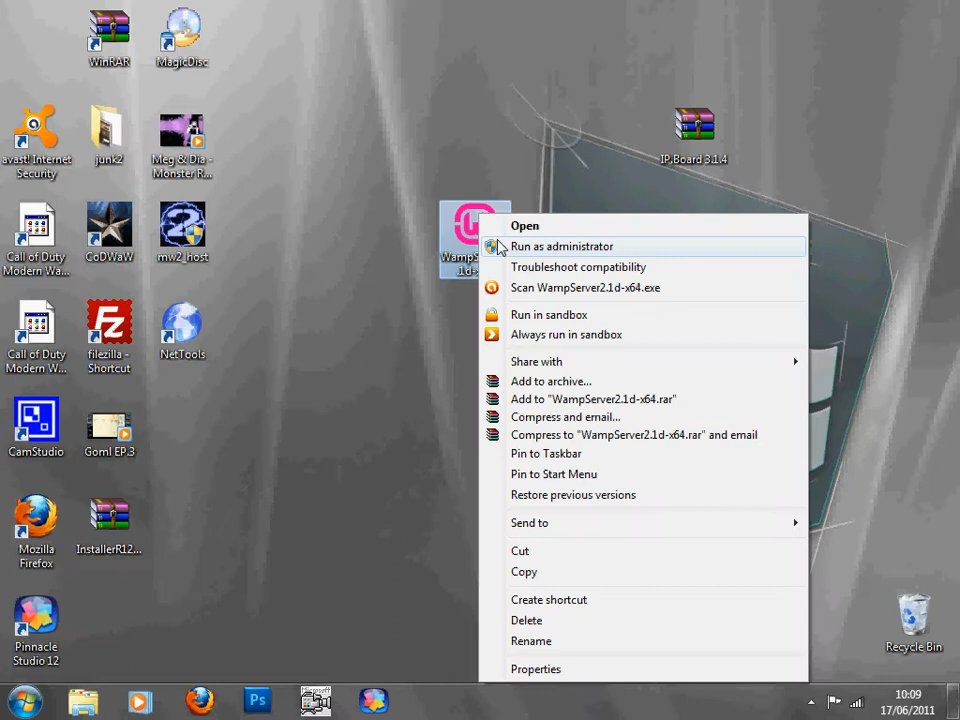 WinRAR
MagicDisc
avast! Internet
Security
junk2
Meg & Dia -
Monster R...
IP.Board 3.1.4
Call of Duty
Modern Wa...
CoDWaW
mw2_host
WampS
.1d-
Call of Duty
Modern Wa...
filezilla -
Shortcut
NetTools
CamStudio
Goml EP.3
Mozilla
Firefox
InstallerR12...
Pinnacle
Studio 12
Open
Run as administrator
Troubleshoot compatibility
Scan WampServer2.1d-x64.exe
Run in sandbox
Always run in sandbox
Share with
Add to archive...
Add to "WampServer2.1d-x64.rar"
Compress and email...
Compress to "WampServer2.1d-x64.rar" and email
Pin to Taskbar
Pin to Start Menu
Restore previous versions
Send to
Cut
Copy
Create shortcut
Delete
Rename
Properties
Recycle Bin
Ps
Microsoft
10:09
17/06/2011